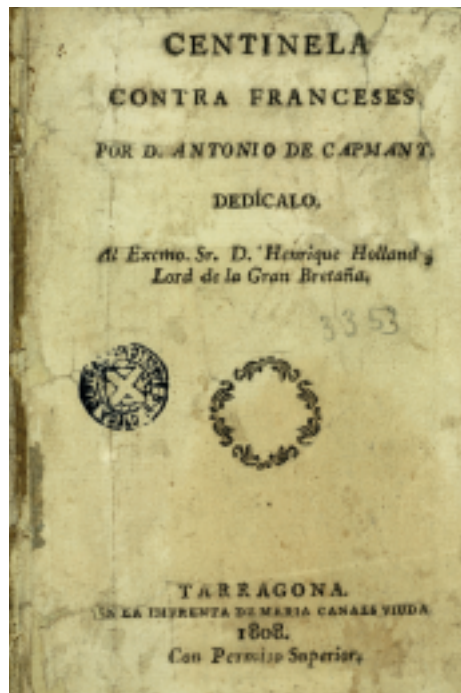 CENTINELA
CONTRA FRANCESES,
POR D. ANTONIO DE CAPMANY.
DEDÍCALO,
Al Excmo. Sr. D. Henrique Holland,
Lord de la Gran Bretaña.
3353
TARRAGONA.
EN LA IMPRENTA DE MARIA CANALS VIUDA
1808.
Con Permiso Superior.